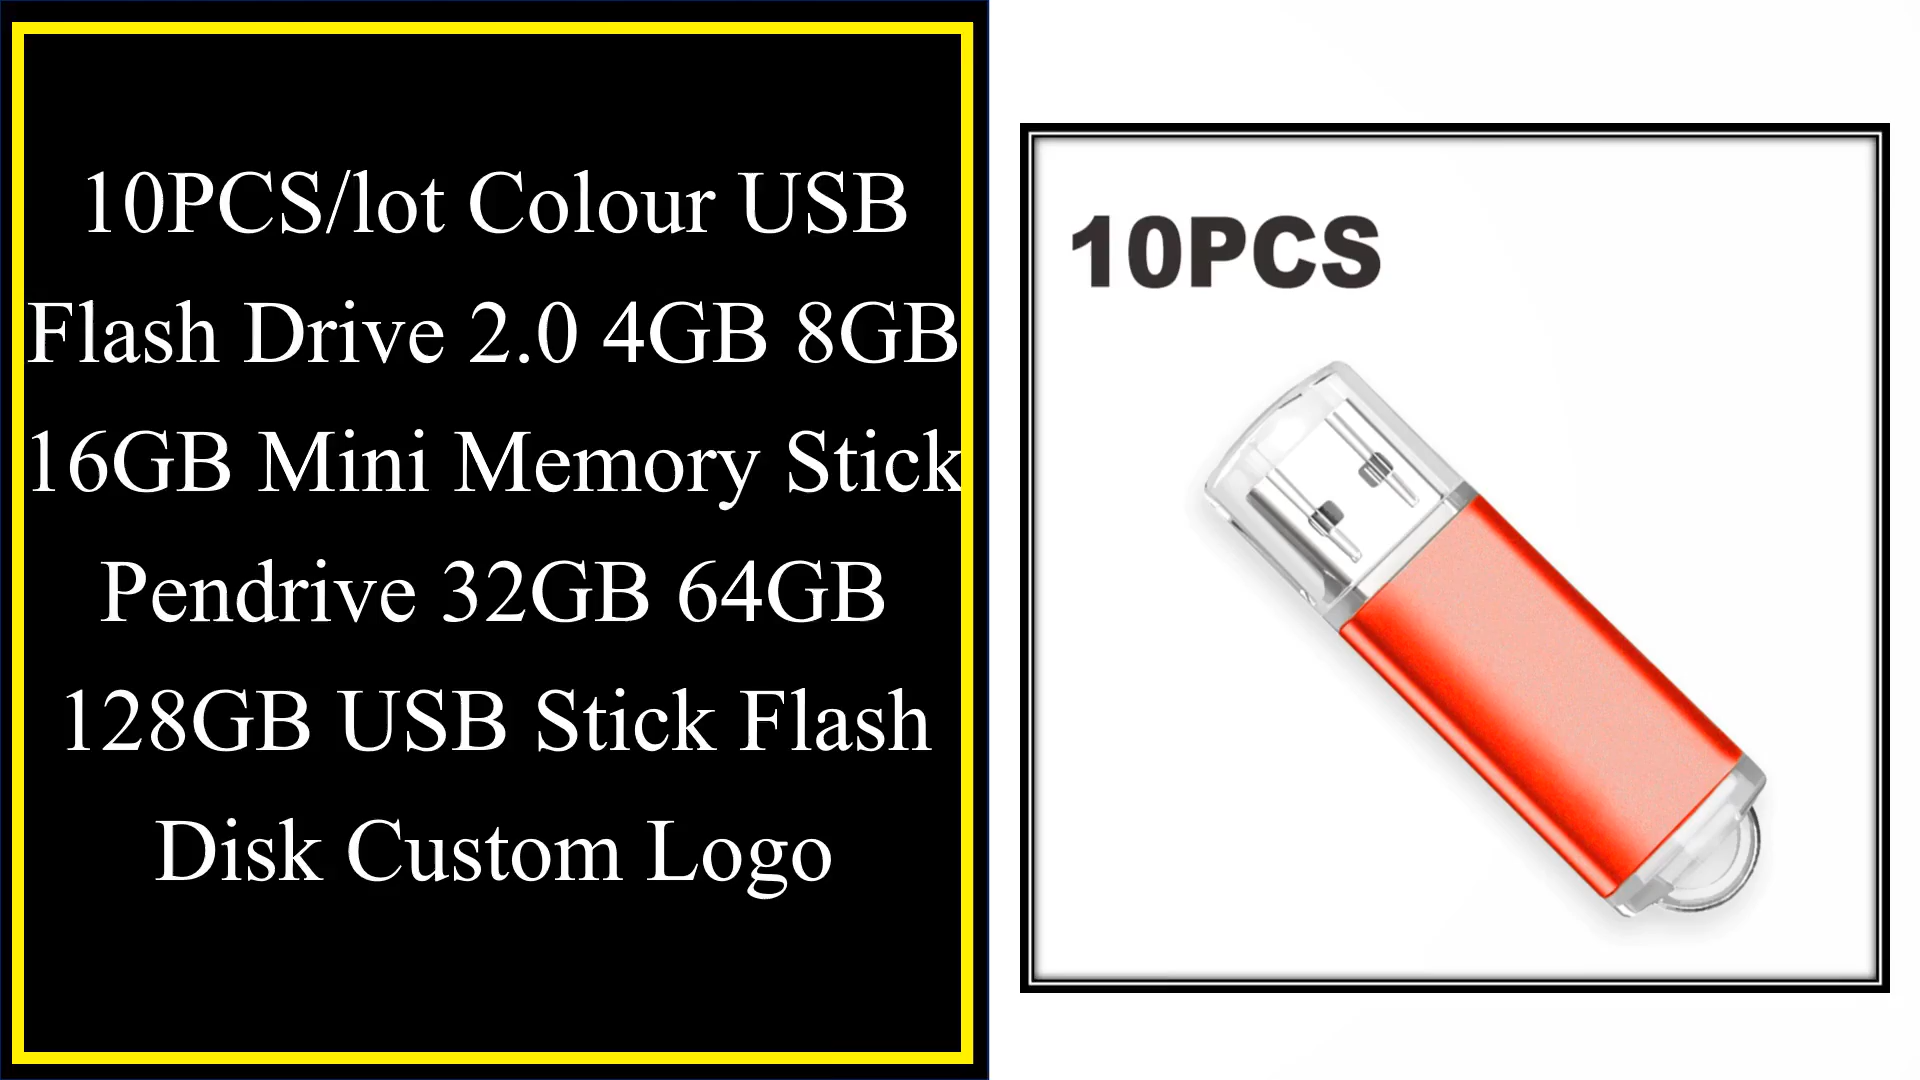 10PCS/lot Colour USB
Flash Drive 2.0 4GB 8GB
16GB Mini Memory Stick
Pendrive 32GB 64GB
128GB USB Stick Flash
Disk Custom Logo
10PCS